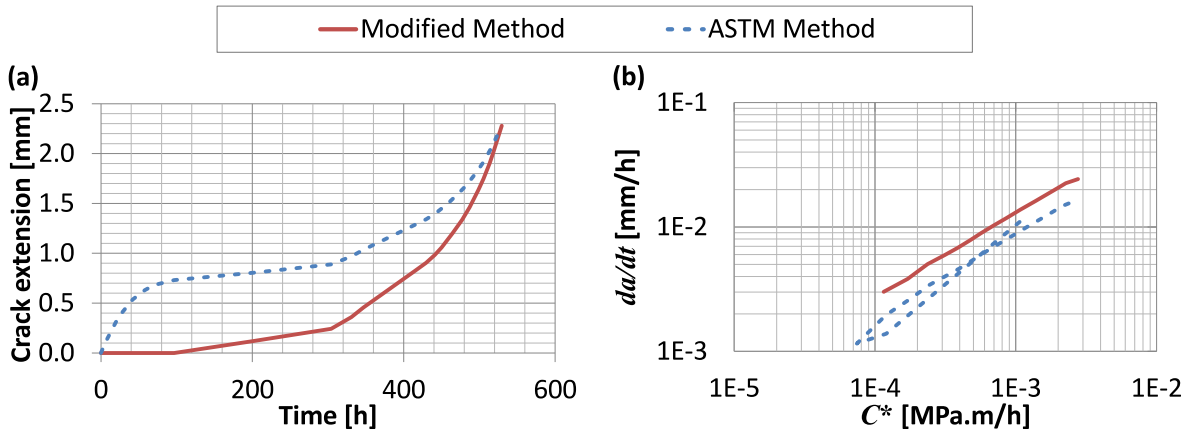 Modified Method ASTM Method
(a)
2.5
2.0
1.5
1.0
0.5
0.0
Crack extension [mm]
0 200 400 600
Time [h]
(b)
1E-1
1E-2
1E-3
da/dt [mm/h]
1E-5 1E-4 1E-3 1E-2
C* [MPa.m/h]